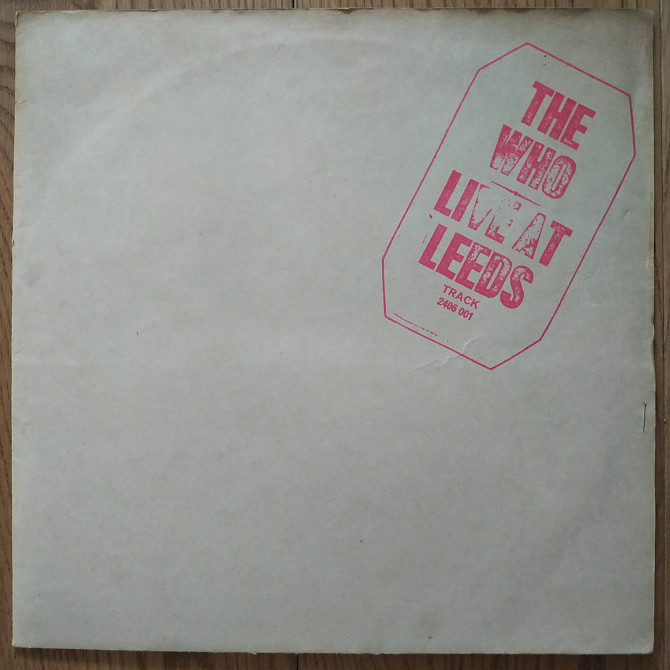 THE
WHO
LIVE AT
LEEDS
TRACK
2406 001